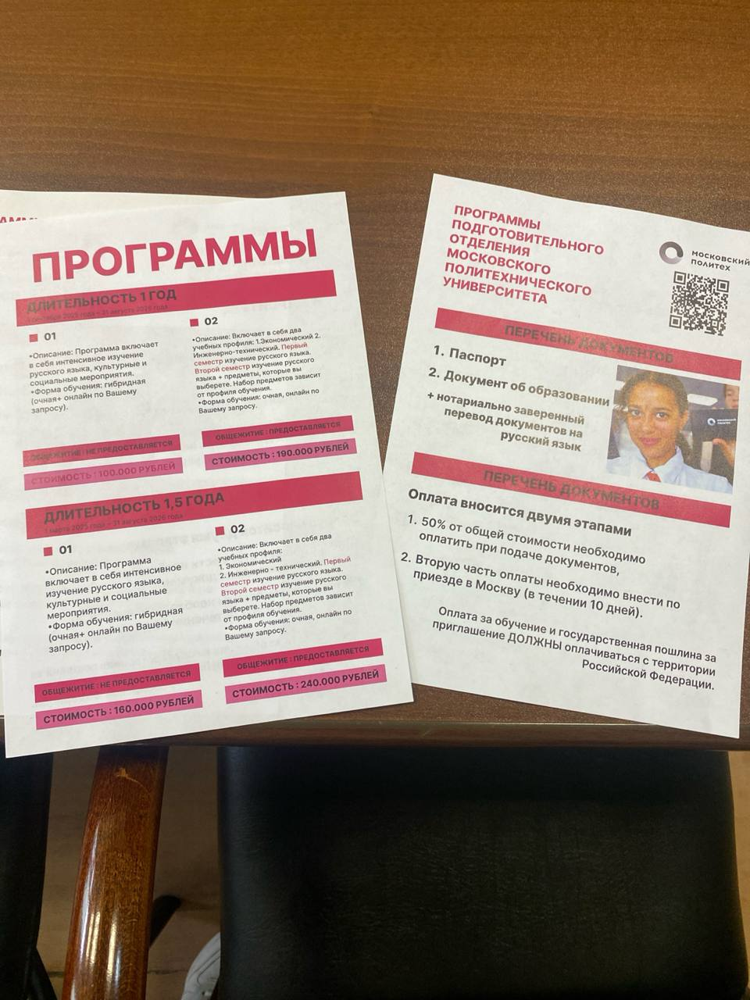 АММЫ
ПРОГРАММЫ
ДЛИТЕЛЬНОСТЬ 1 ГОД
1 сентября 2025 года – 31 августа 2026 года
01
•Описание: Программа включает
в себя интенсивное изучение
русского языка, культурные и
социальные мероприятия.
•Форма обучения: гибридная
(очная+ онлайн по Вашему
запросу).
ОБЩЕЖИТИЕ : НЕ ПРЕДОСТАВЛЯЕТСЯ
СТОИМОСТЬ : 100.000 РУБЛЕЙ
02
•Описание: Включает в себя два
учебных профиля: 1.Экономический 2.
Инженерно-технический. Первый
семестр изучение русского языка.
Второй семестр изучение русского
языка + предметы, которые вы
выберете. Набор предметов зависит
от профиля обучения.
•Форма обучения: очная, онлайн по
Вашему запросу.
ОБЩЕЖИТИЕ : ПРЕДОСТАВЛЯЕТСЯ
СТОИМОСТЬ : 190.000 РУБЛЕЙ
ДЛИТЕЛЬНОСТЬ 1,5 ГОДА
1 марта 2025 года – 31 августа 2026 года
01
•Описание: Программа
включает в себя интенсивное
изучение русского языка,
культурные и социальные
мероприятия.
•Форма обучения: гибридная
(очная+ онлайн по Вашему
запросу).
ОБЩЕЖИТИЕ : НЕ ПРЕДОСТАВЛЯЕТСЯ
СТОИМОСТЬ : 160.000 РУБЛЕЙ
02
•Описание: Включает в себя два
учебных профиля:
1. Экономический
2. Инженерно - технический. Первый
семестр изучение русского языка.
Второй семестр изучение русского
языка + предметы, которые вы
выберете. Набор предметов зависит
от профиля обучения.
•Форма обучения: очная, онлайн по
Вашему запросу.
ОБЩЕЖИТИЕ : ПРЕДОСТАВЛЯЕТСЯ
СТОИМОСТЬ : 240.000 РУБЛЕЙ
ПРОГРАММЫ
ПОДГОТОВИТЕЛЬНОГО
ОТДЕЛЕНИЯ
МОСКОВСКОГО
ПОЛИТЕХНИЧЕСКОГО
УНИВЕРСИТЕТА
МОСКОВСКИЙ
ПОЛИТЕХ
ПЕРЕЧЕНЬ ДОКУМЕНТОВ
1. Паспорт
2. Документ об образовании
+ нотариально заверенный
перевод документов на
русский язык
МОСКОВСКИЙ
ПОЛИТЕХ
ПЕРЕЧЕНЬ ДОКУМЕНТОВ
Оплата вносится двумя этапами
1. 50% от общей стоимости необходимо
оплатить при подаче документов,
2. Вторую часть оплаты необходимо внести по
приезде в Москву (в течении 10 дней).
Оплата за обучение и государственная пошлина за
приглашение ДОЛЖНЫ оплачиваться с территории
Российской Федерации.